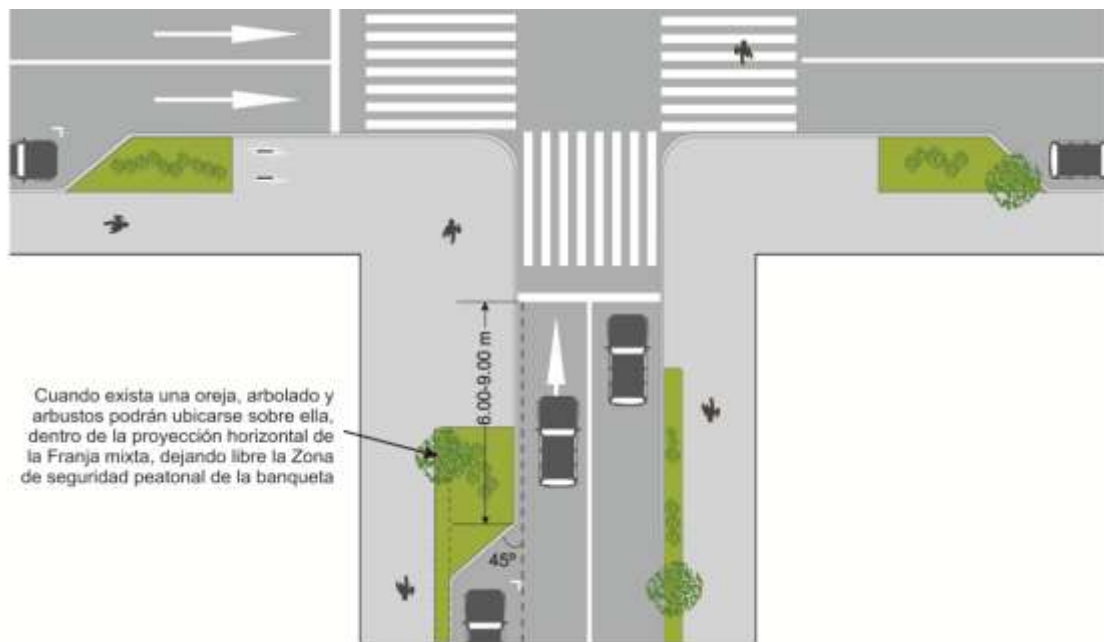 6.00-9.00 m
Cuando exista una oreja, arbolado y
arbustos podrán ubicarse sobre ella,
dentro de la proyección horizontal de
la Franja mixta, dejando libre la Zona
de seguridad peatonal de la banqueta
45º